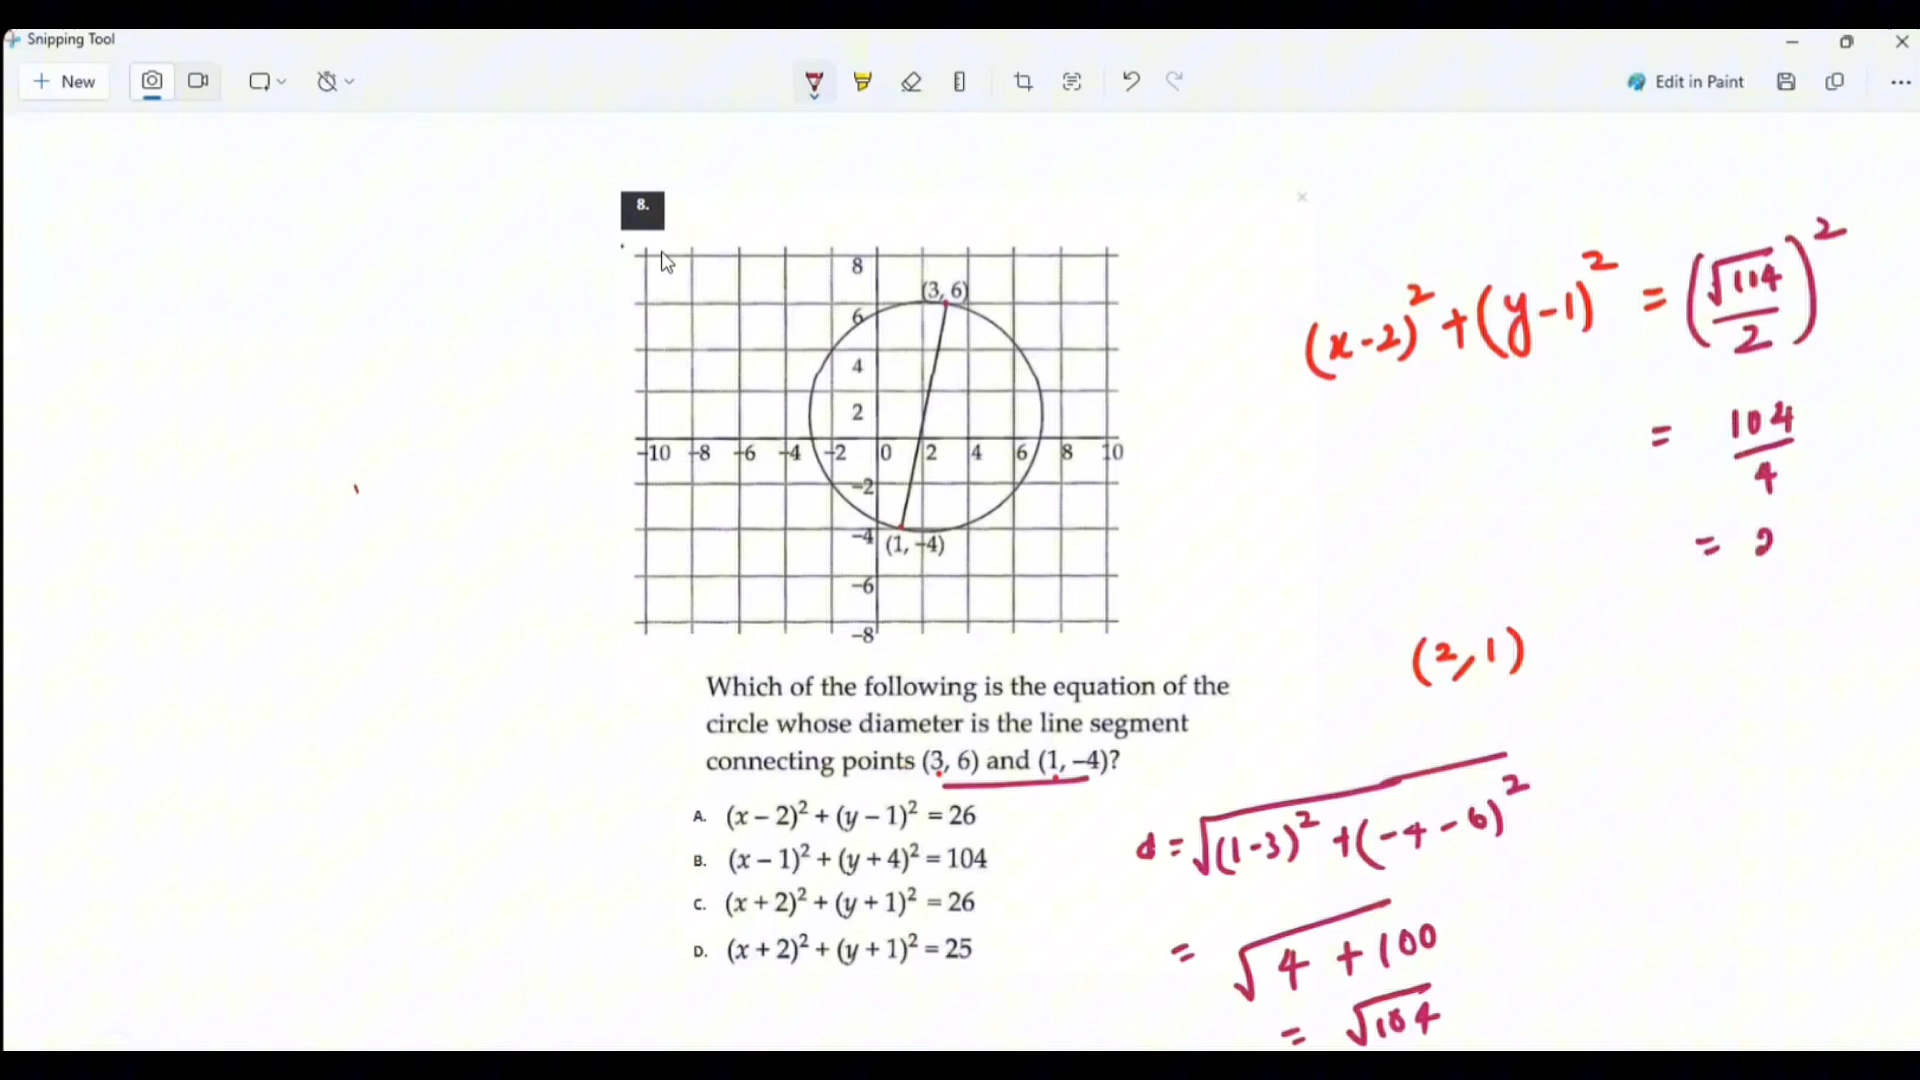 Snipping Tool
New
Edit in Paint
8.
8
(3, 6)
6
4
2
-10 -8 -6 -4 -2 0 2 4 6 8 10
-2
-4
(1, -4)
-6
-8
Which of the following is the equation of the
circle whose diameter is the line segment
connecting points (3, 6) and (1, -4)?
A. (x – 2)² + (y – 1)² = 26
B. (x – 1)² + (y + 4)² = 104
C. (x + 2)² + (y + 1)² = 26
D. (x + 2)² + (y + 1)² = 25
(x-2)² + (y-1)² = (√104/2)²
= 104/4
= 2
(2, 1)
d = √(1-3)² + (-4-6)²
= √4 + 100
= √104